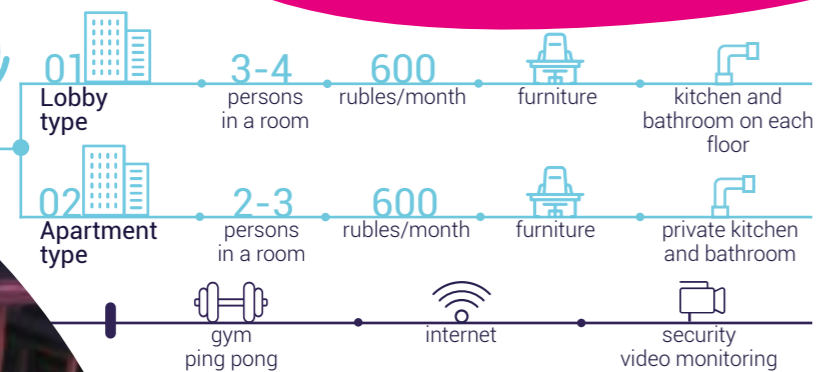 01
Lobby
type
3-4
persons
in a room
600
rubles/month
furniture
kitchen and
bathroom on each
floor
02
Apartment
type
2-3
persons
in a room
600
rubles/month
furniture
private kitchen
and bathroom
gym
ping pong
internet
security
video monitoring